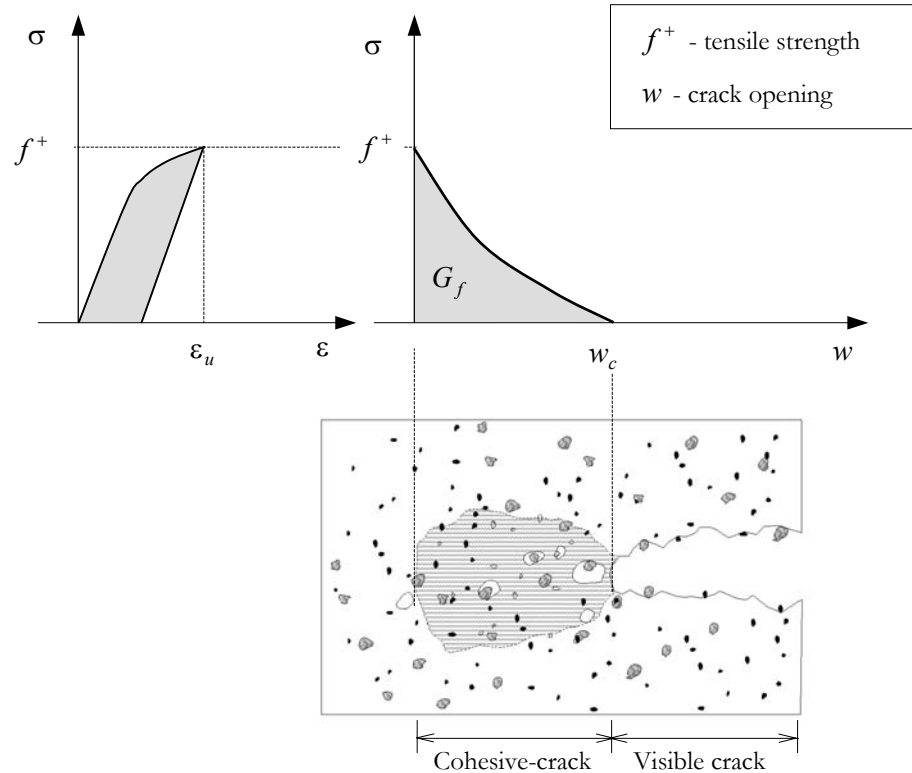 σ
σ
f⁺ - tensile strength
w - crack opening
f⁺
f⁺
G_f
ε_u
ε
w_c
w
Cohesive-crack
Visible crack